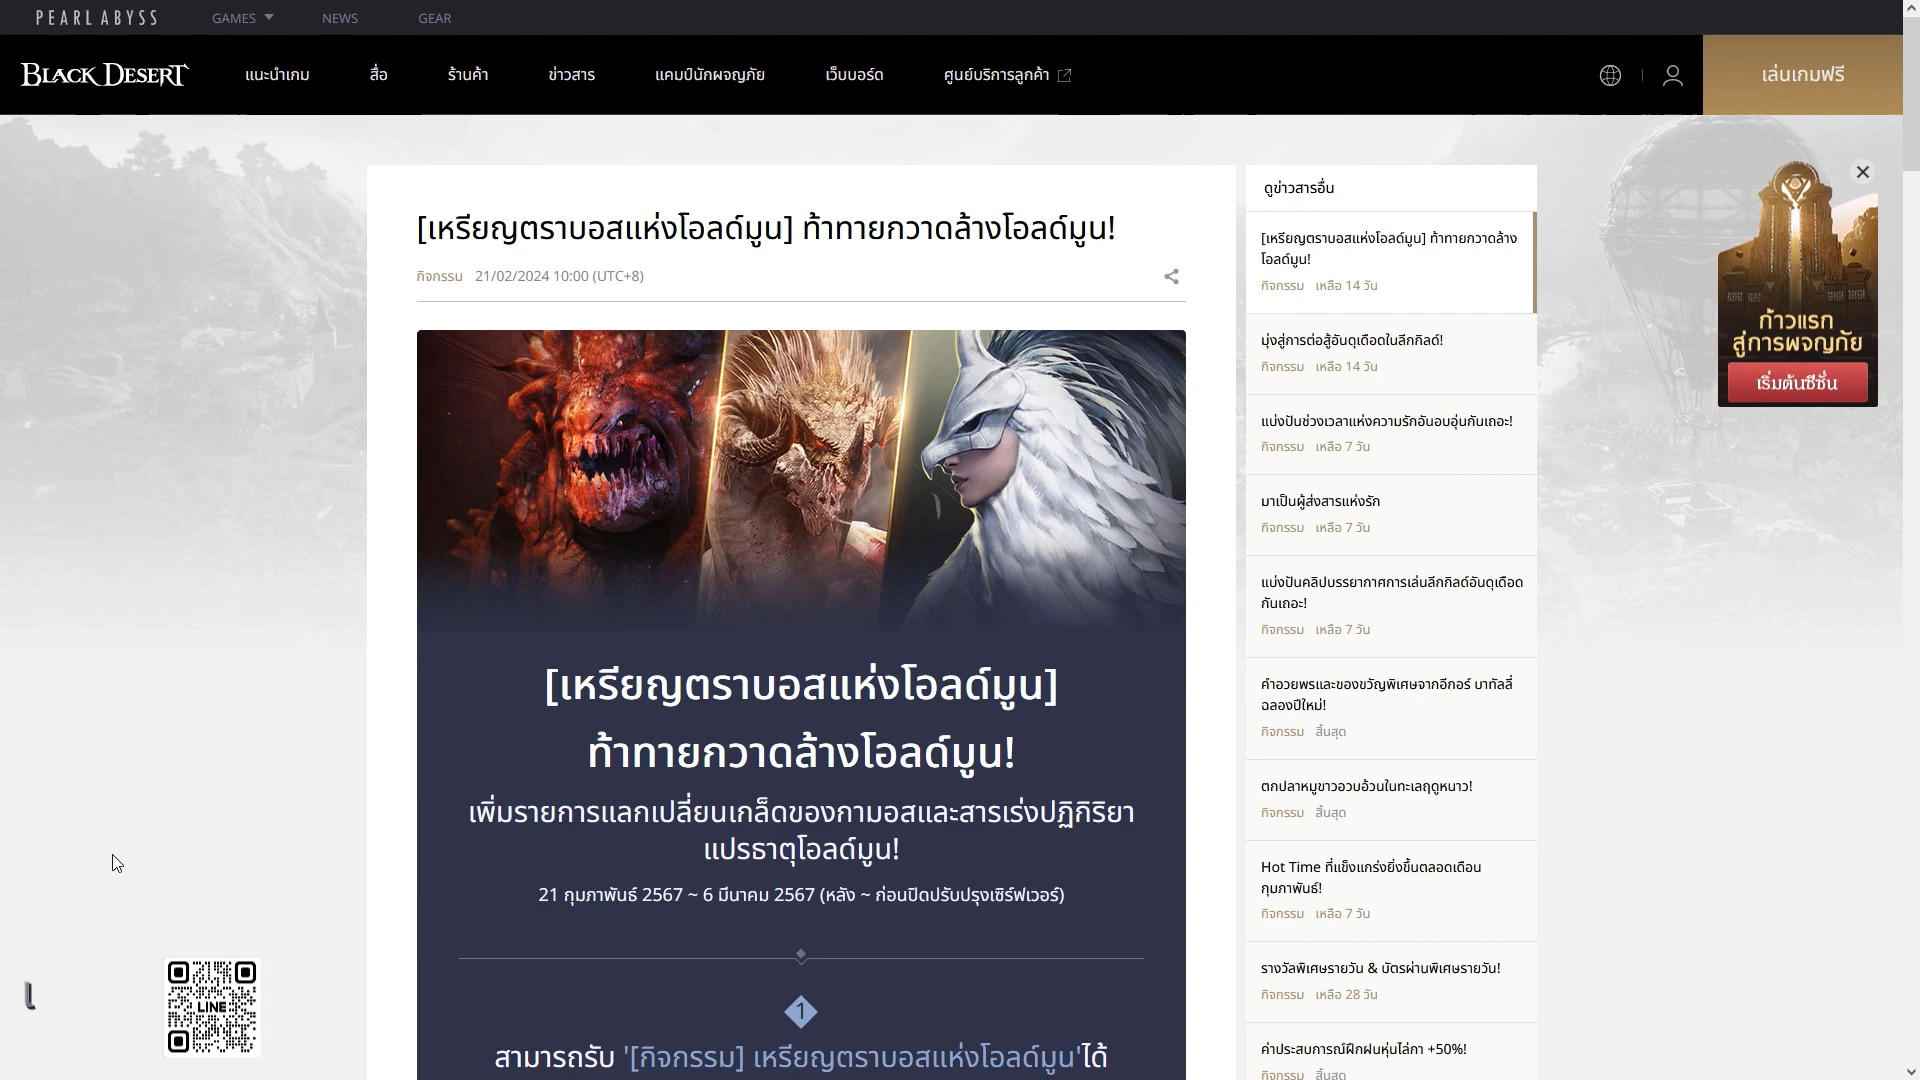 PEARL ABYSS
GAMES
NEWS
GEAR
BLACK DESERT
แนะนำเกม
สื่อ
ร้านค้า
ข่าวสาร
แคมป์นักผจญภัย
เว็บบอร์ด
ศูนย์บริการลูกค้า
เล่นเกมฟรี
[เหรียญตราบอสแห่งโอลด์มูน] ท้าทายกวาดล้างโอลด์มูน!
กิจกรรม 21/02/2024 10:00 (UTC+8)
[เหรียญตราบอสแห่งโอลด์มูน]
ท้าทายกวาดล้างโอลด์มูน!
เพิ่มรายการแลกเปลี่ยนเกล็ดของกามอสและสารเร่งปฏิกิริยา
แปรธาตุโอลด์มูน!
21 กุมภาพันธ์ 2567 ~ 6 มีนาคม 2567 (หลัง ~ ก่อนปิดปรับปรุงเซิร์ฟเวอร์)
1
สามารถรับ '[กิจกรรม] เหรียญตราบอสแห่งโอลด์มูน'ได้
ดูข่าวสารอื่น
[เหรียญตราบอสแห่งโอลด์มูน] ท้าทายกวาดล้าง
โอลด์มูน!
กิจกรรม เหลือ 14 วัน
มุ่งสู่การต่อสู้อันดุเดือดในลีกกิลด์!
กิจกรรม เหลือ 14 วัน
แบ่งปันช่วงเวลาแห่งความรักอันอบอุ่นกันเถอะ!
กิจกรรม เหลือ 7 วัน
มาเป็นผู้ส่งสารแห่งรัก
กิจกรรม เหลือ 7 วัน
แบ่งปันคลิปบรรยากาศการเล่นลีกกิลด์อันดุเดือด
กันเถอะ!
กิจกรรม เหลือ 7 วัน
คำอวยพรและของขวัญพิเศษจากอีกอร์ บาทัลลี่
ฉลองปีใหม่!
กิจกรรม สิ้นสุด
ตกปลาหมูขาวอวบอ้วนในทะเลฤดูหนาว!
กิจกรรม สิ้นสุด
Hot Time ที่แข็งแกร่งยิ่งขึ้นตลอดเดือน
กุมภาพันธ์!
กิจกรรม เหลือ 7 วัน
รางวัลพิเศษรายวัน & บัตรผ่านพิเศษรายวัน!
กิจกรรม เหลือ 28 วัน
ค่าประสบการณ์ฝึกฝนหุ่นไล่กา +50%!
กิจกรรม สิ้นสุด
ก้าวแรก
สู่การผจญภัย
เริ่มต้นซีซั่น
LINE